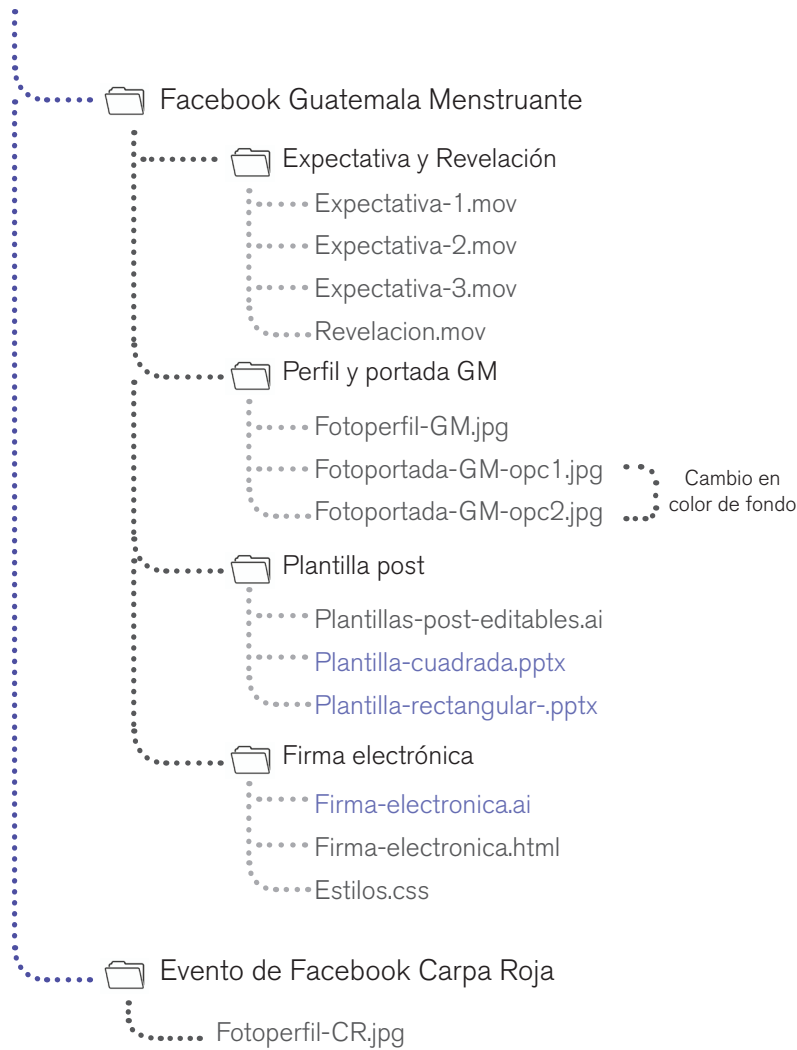 Facebook Guatemala Menstruante
Expectativa y Revelación
Expectativa-1.mov
Expectativa-2.mov
Expectativa-3.mov
Revelacion.mov
Perfil y portada GM
Fotoperfil-GM.jpg
Fotoportada-GM-opc1.jpg
Fotoportada-GM-opc2.jpg
Cambio en
color de fondo
Plantilla post
Plantillas-post-editables.ai
Plantilla-cuadrada.pptx
Plantilla-rectangular-.pptx
Firma electrónica
Firma-electronica.ai
Firma-electronica.html
Estilos.css
Evento de Facebook Carpa Roja
Fotoperfil-CR.jpg